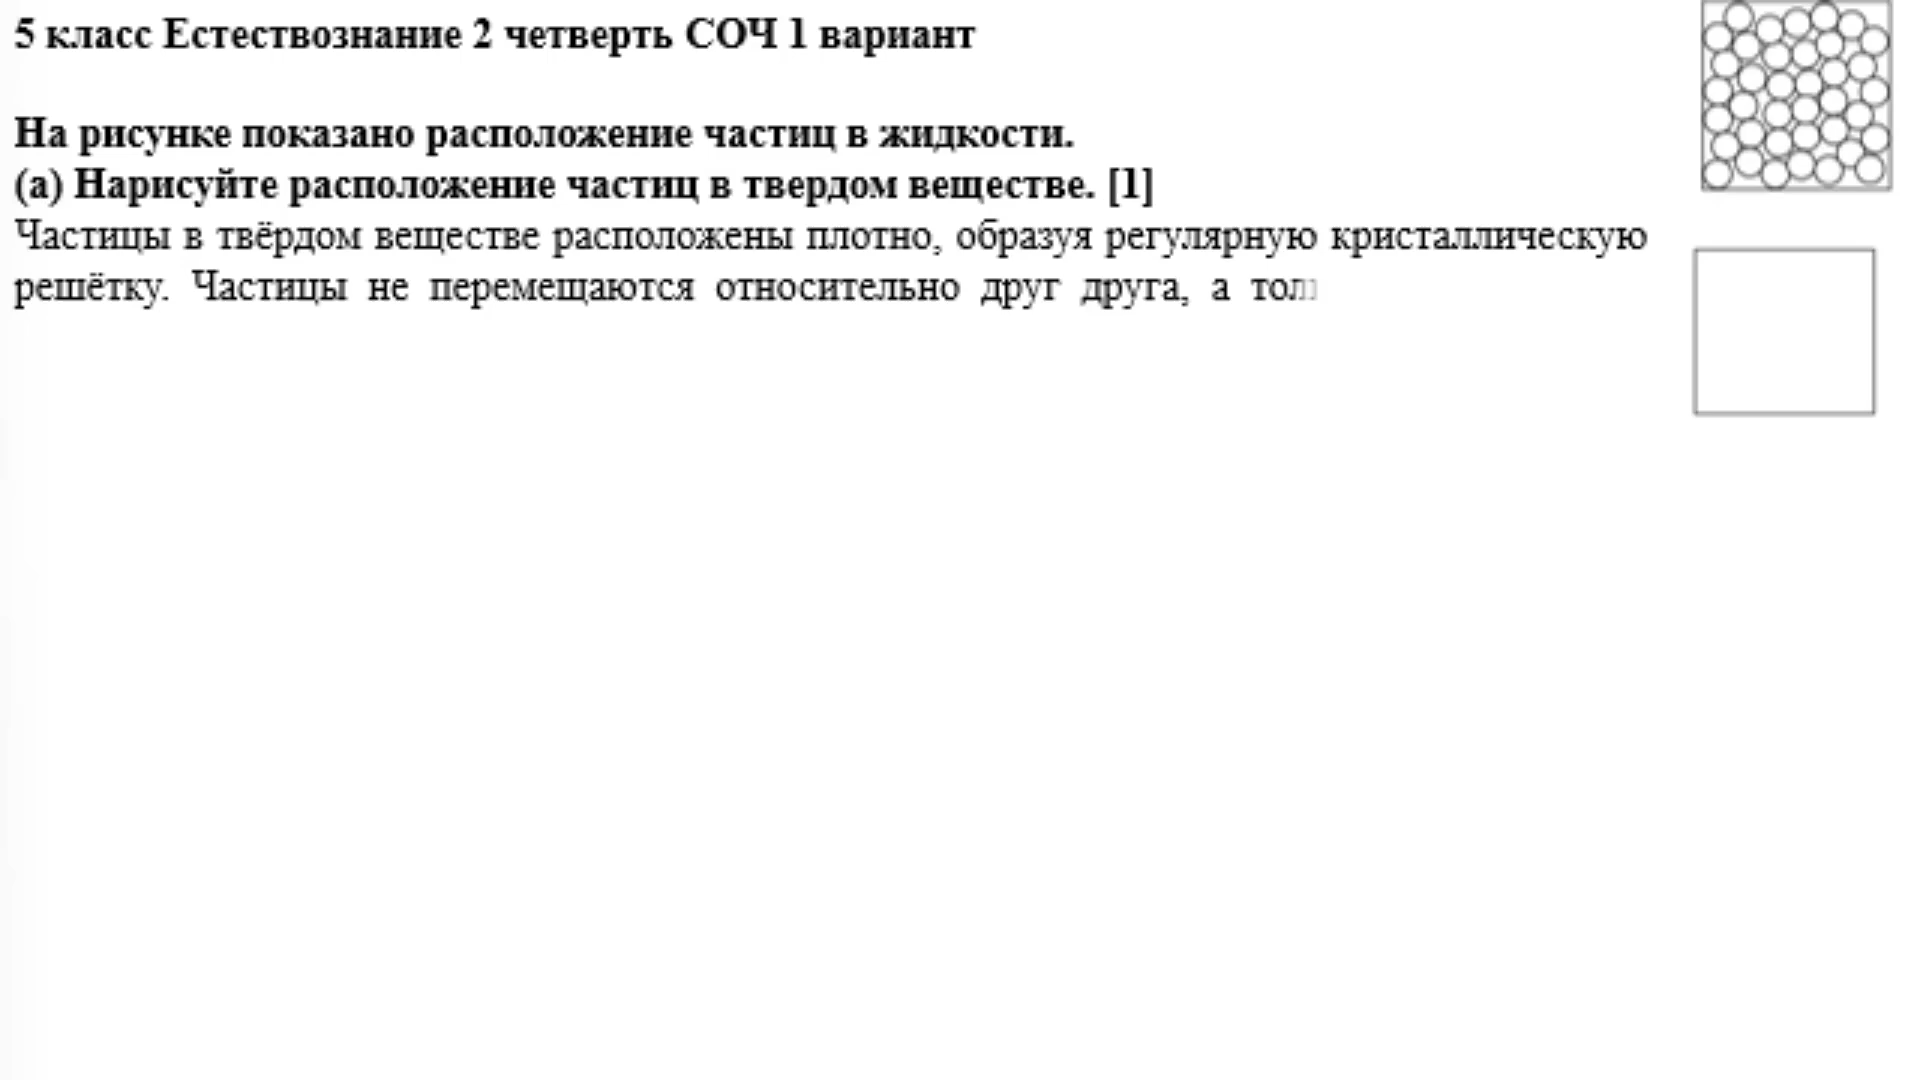 5 класс Естествознание 2 четверть СОЧ 1 вариант
На рисунке показано расположение частиц в жидкости.
(а) Нарисуйте расположение частиц в твердом веществе. [1]
Частицы в твёрдом веществе расположены плотно, образуя регулярную кристаллическую
решётку. Частицы не перемещаются относительно друг друга, а